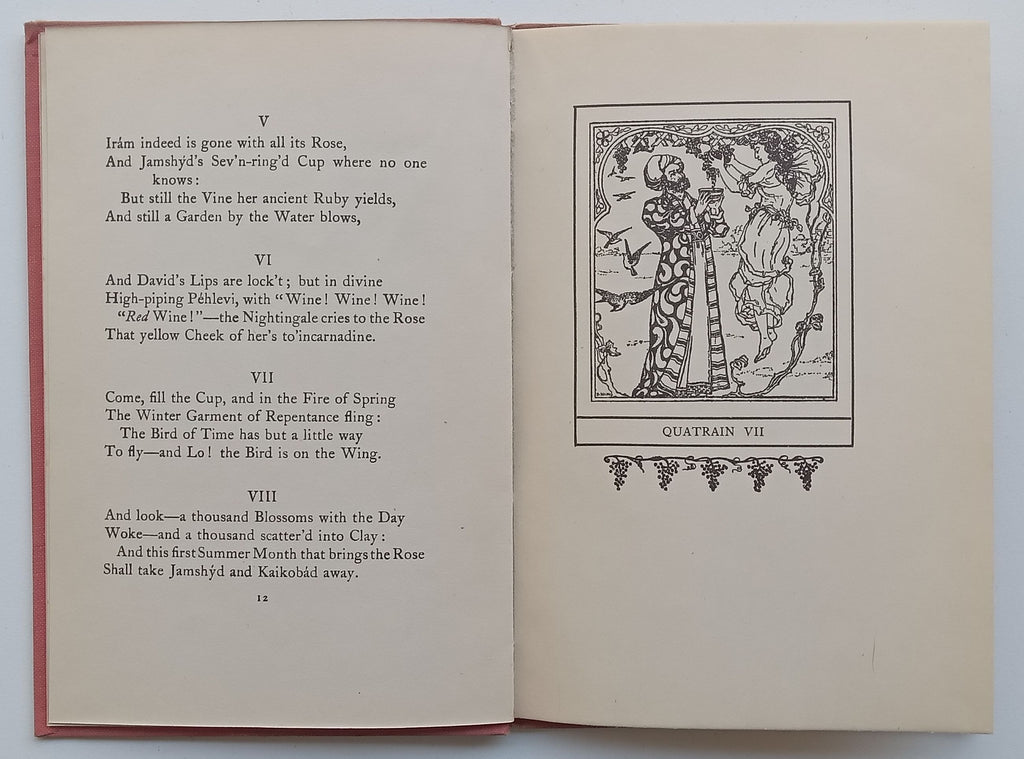 V
Irám indeed is gone with all its Rose,
And Jamshýd's Sev'n-ring'd Cup where no one
knows:
But still the Vine her ancient Ruby yields,
And still a Garden by the Water blows,
VI
And David's Lips are lock't; but in divine
High-piping Péhlevi, with "Wine! Wine! Wine!
"Red Wine!"—the Nightingale cries to the Rose
That yellow Cheek of her's to'incarnadine.
VII
Come, fill the Cup, and in the Fire of Spring
The Winter Garment of Repentance fling:
The Bird of Time has but a little way
To fly—and Lo! the Bird is on the Wing.
VIII
And look—a thousand Blossoms with the Day
Woke—and a thousand scatter'd into Clay:
And this first Summer Month that brings the Rose
Shall take Jamshýd and Kaikobád away.
12
QUATRAIN VII